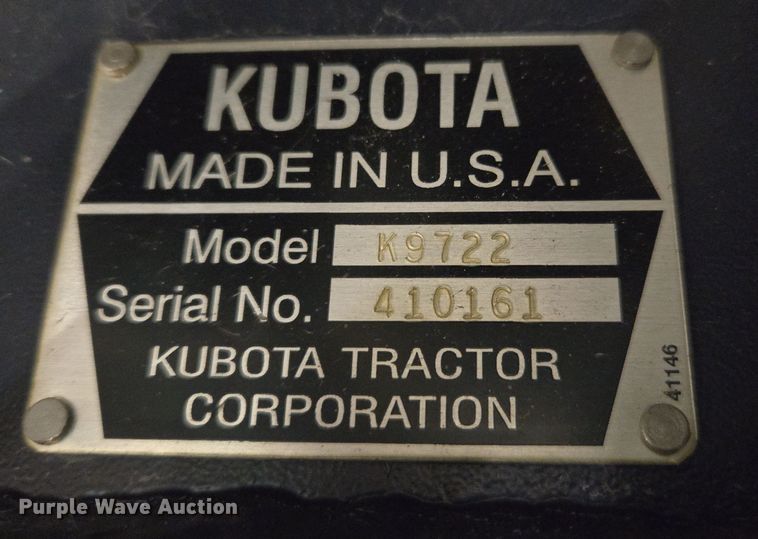 KUBOTA
MADE IN U.S.A.
Model K9722
Serial No. 410161
KUBOTA TRACTOR
CORPORATION
41146
Purple Wave Auction